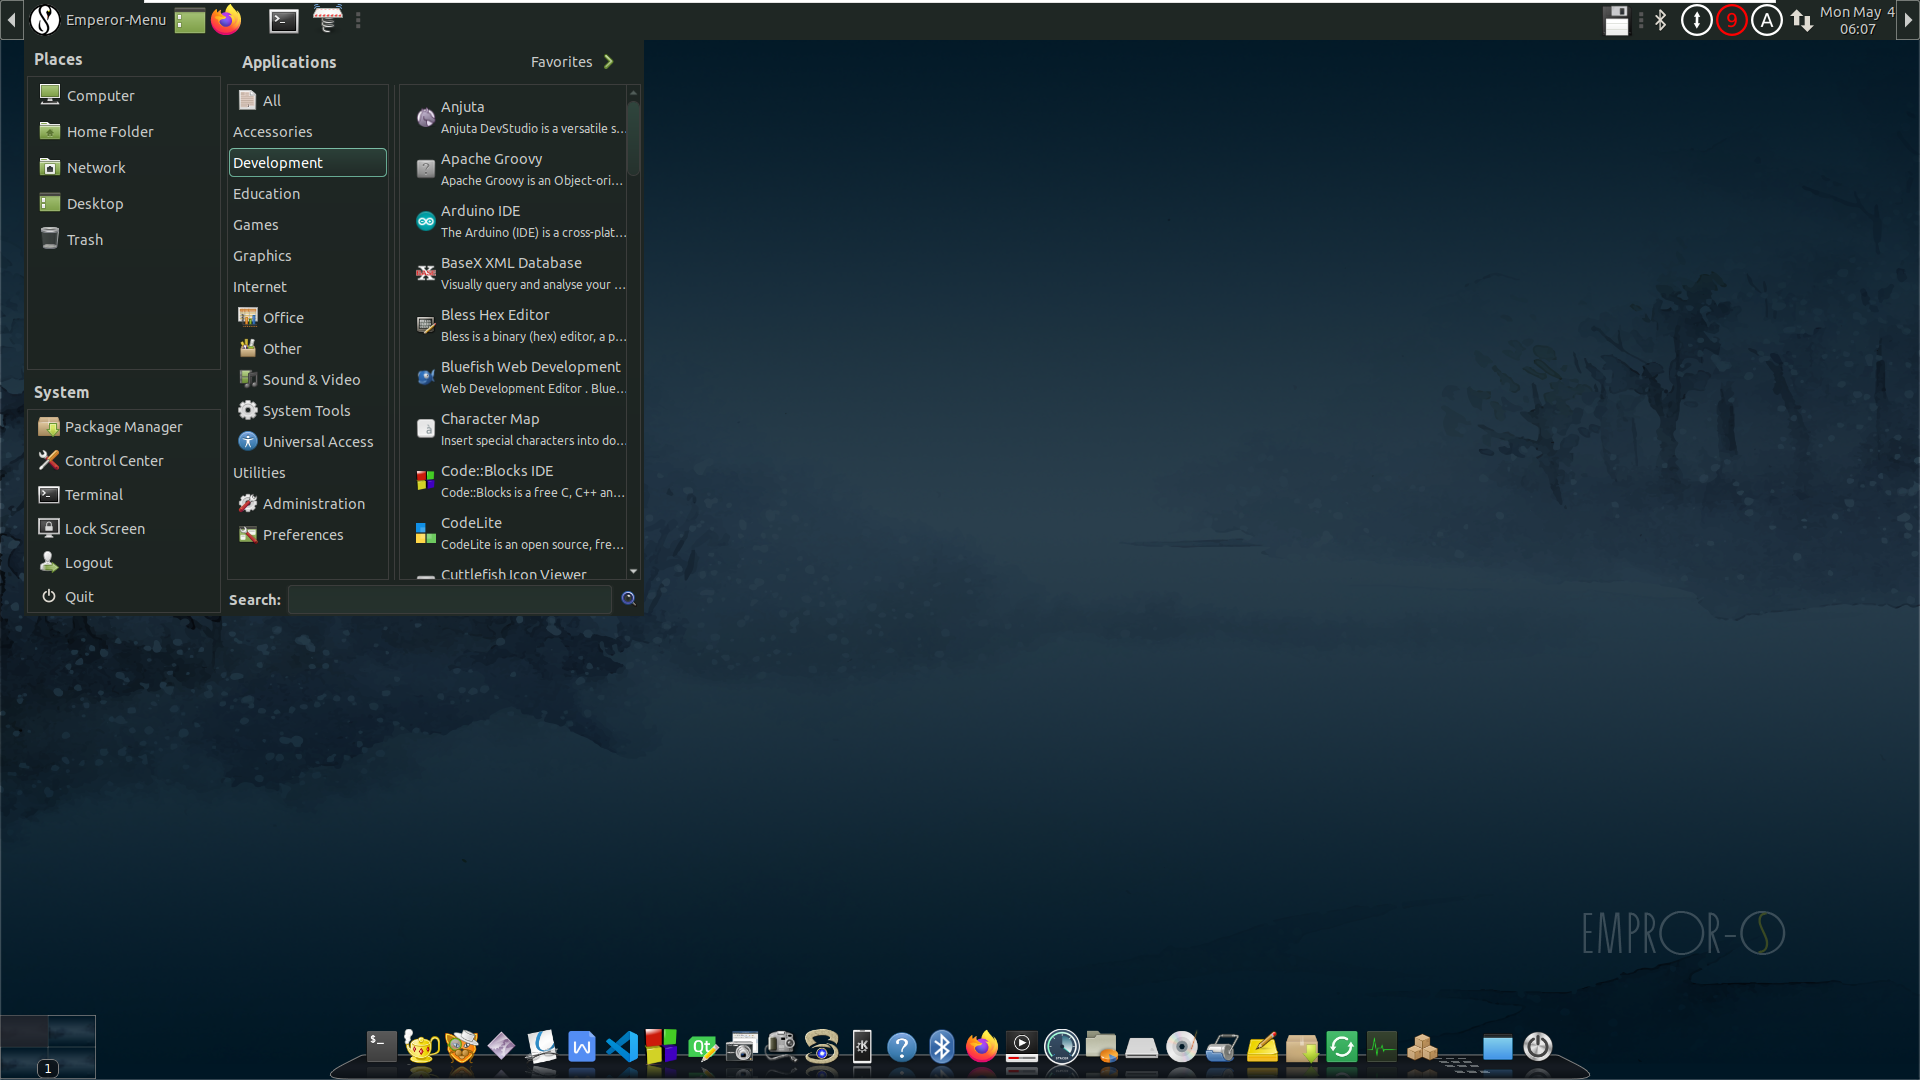 Emperor-Menu
9
A
Mon May 4
06:07
Places
Computer
Home Folder
Network
Desktop
Trash
System
Package Manager
Control Center
Terminal
Lock Screen
Logout
Quit
Applications
Favorites
All
Accessories
Development
Education
Games
Graphics
Internet
Office
Other
Sound & Video
System Tools
Universal Access
Utilities
Administration
Preferences
Anjuta
Anjuta DevStudio is a versatile s...
Apache Groovy
Apache Groovy is an Object-ori...
Arduino IDE
The Arduino (IDE) is a cross-plat...
BaseX XML Database
Visually query and analyse your ...
Bless Hex Editor
Bless is a binary (hex) editor, a p...
Bluefish Web Development
Web Development Editor . Blue...
Character Map
Insert special characters into do...
Code::Blocks IDE
Code::Blocks is a free C, C++ an...
CodeLite
CodeLite is an open source, fre...
Cuttlefish Icon Viewer
Search:
EMPROR-OS
1
$_
W
Qt
K
?